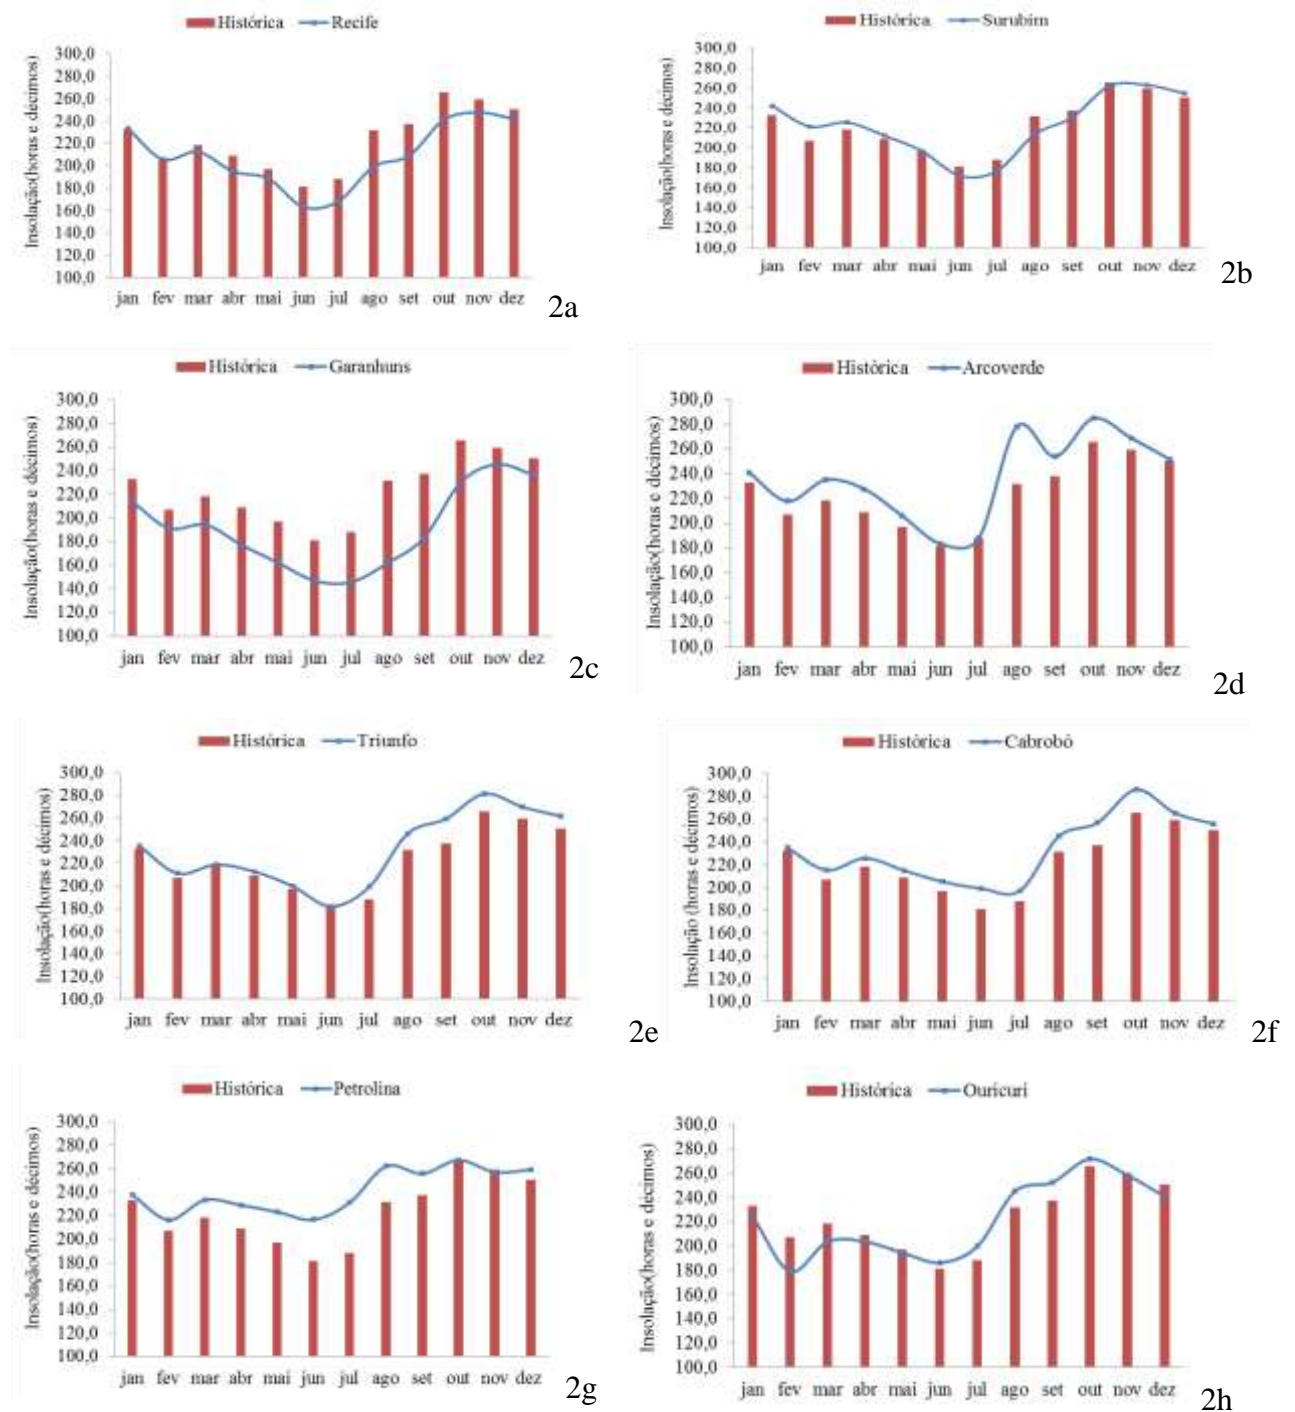 Histórica Recife
Insolação(horas e décimos)
300,0
280,0
260,0
240,0
220,0
200,0
180,0
160,0
140,0
120,0
100,0
jan fev mar abr mai jun jul ago set out nov dez
2a
Histórica Surubim
Insolação(horas e décimos)
300,0
280,0
260,0
240,0
220,0
200,0
180,0
160,0
140,0
120,0
100,0
jan fev mar abr mai jun jul ago set out nov dez
2b
Histórica Garanhuns
Insolação(horas e décimos)
300,0
280,0
260,0
240,0
220,0
200,0
180,0
160,0
140,0
120,0
100,0
jan fev mar abr mai jun jul ago set out nov dez
2c
Histórica Arcoverde
Insolação(horas e décimos)
300,0
280,0
260,0
240,0
220,0
200,0
180,0
160,0
140,0
120,0
100,0
jan fev mar abr mai jun jul ago set out nov dez
2d
Histórica Triunfo
Insolação(horas e décimos)
300,0
280,0
260,0
240,0
220,0
200,0
180,0
160,0
140,0
120,0
100,0
jan fev mar abr mai jun jul ago set out nov dez
2e
Histórica Cabrobó
Insolação (horas e décimos)
300,0
280,0
260,0
240,0
220,0
200,0
180,0
160,0
140,0
120,0
100,0
jan fev mar abr mai jun jul ago set out nov dez
2f
Histórica Petrolina
Insolação(horas e décimos)
300,0
280,0
260,0
240,0
220,0
200,0
180,0
160,0
140,0
120,0
100,0
jan fev mar abr mai jun jul ago set out nov dez
2g
Histórica Ouricuri
Insolação(horas e décimos)
300,0
280,0
260,0
240,0
220,0
200,0
180,0
160,0
140,0
120,0
100,0
jan fev mar abr mai jun jul ago set out nov dez
2h